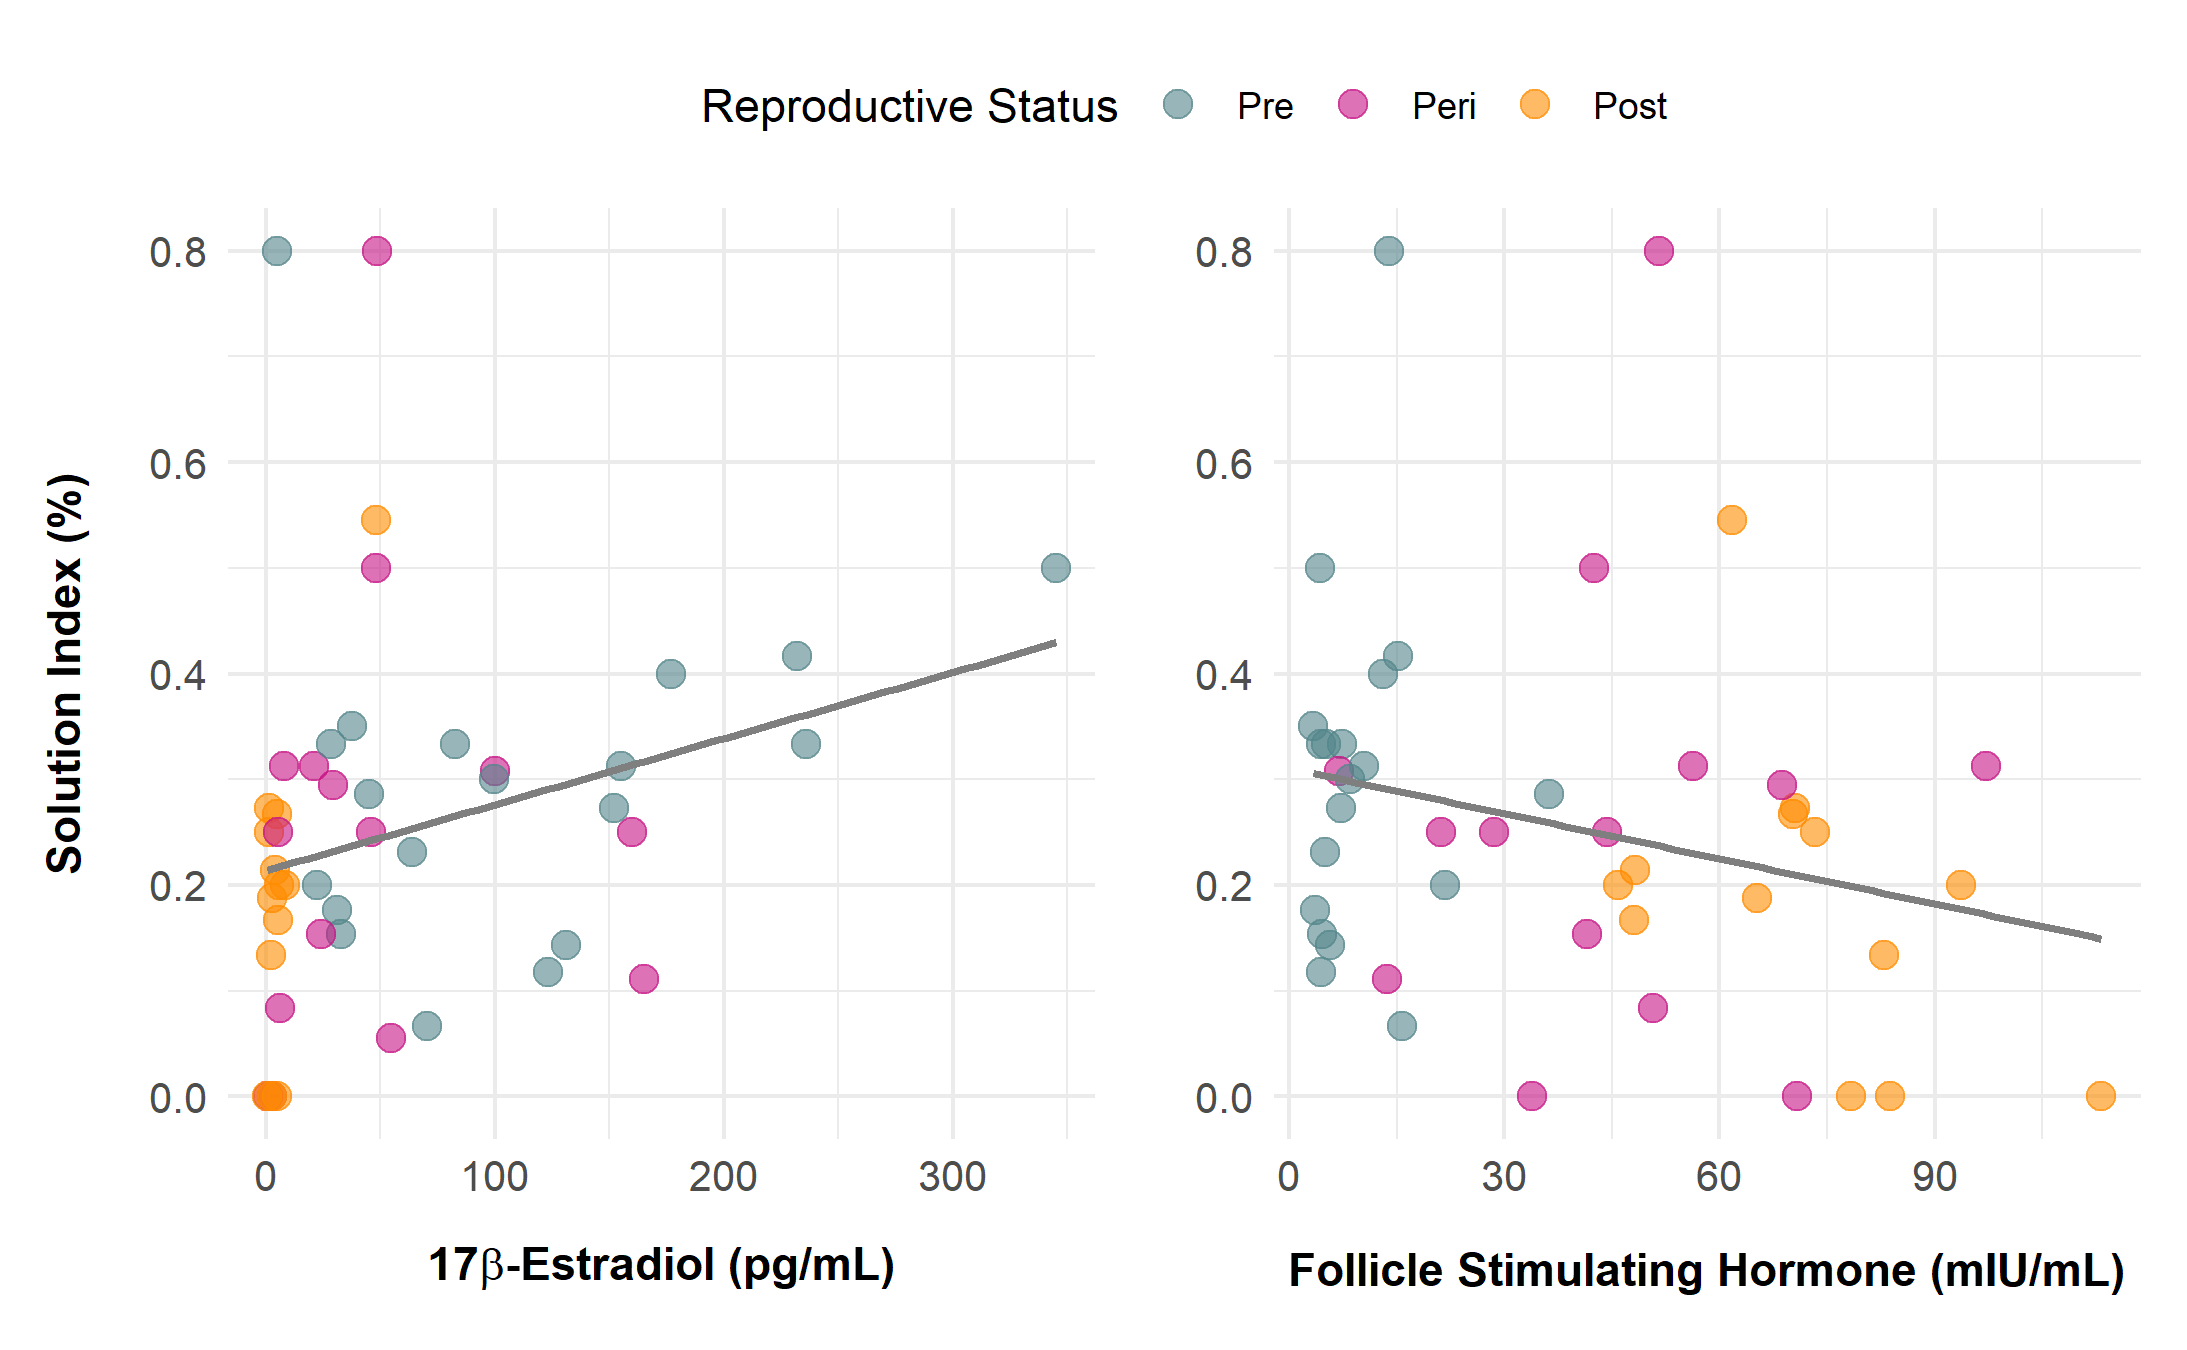 Reproductive Status Pre Peri Post
Solution Index (%)
0.8
0.6
0.4
0.2
0.0
0 100 200 300
17β-Estradiol (pg/mL)
0.8
0.6
0.4
0.2
0.0
0 30 60 90
Follicle Stimulating Hormone (mIU/mL)